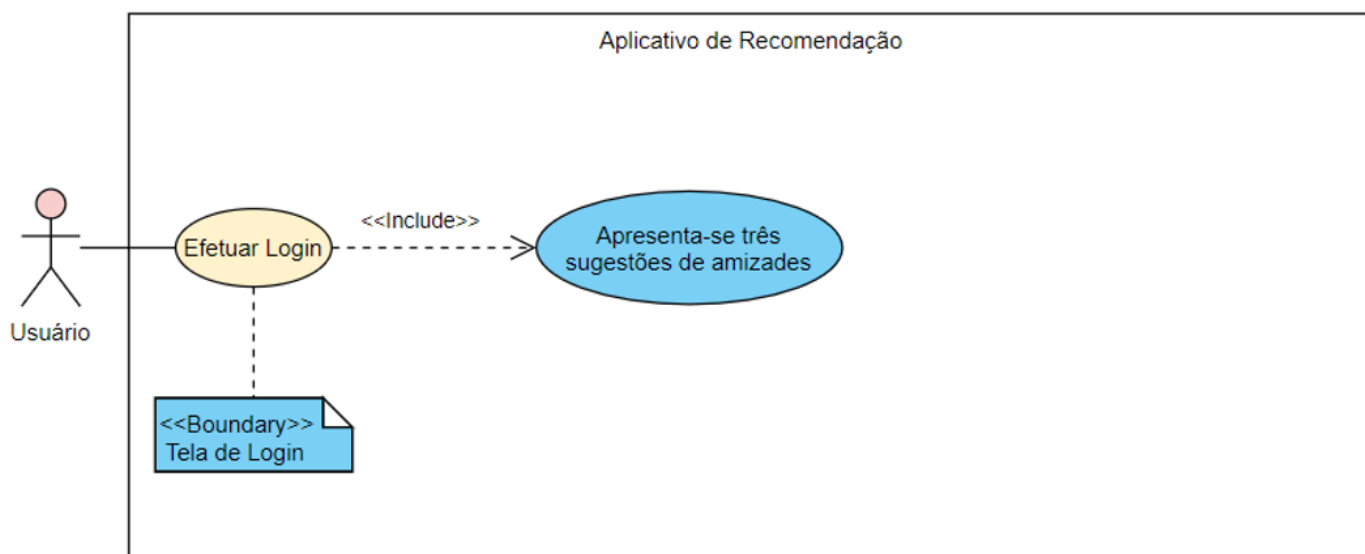 Aplicativo de Recomendação
<<Include>>
Efetuar Login
Apresenta-se três
sugestões de amizades
Usuário
<<Boundary>>
Tela de Login